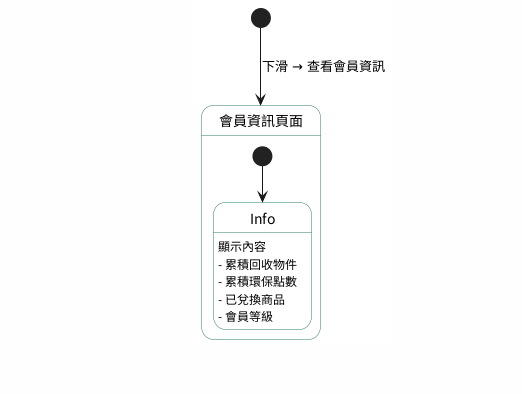 下滑 → 查看會員資訊
會員資訊頁面
Info
顯示內容
- 累積回收物件
- 累積環保點數
- 已兌換商品
- 會員等級